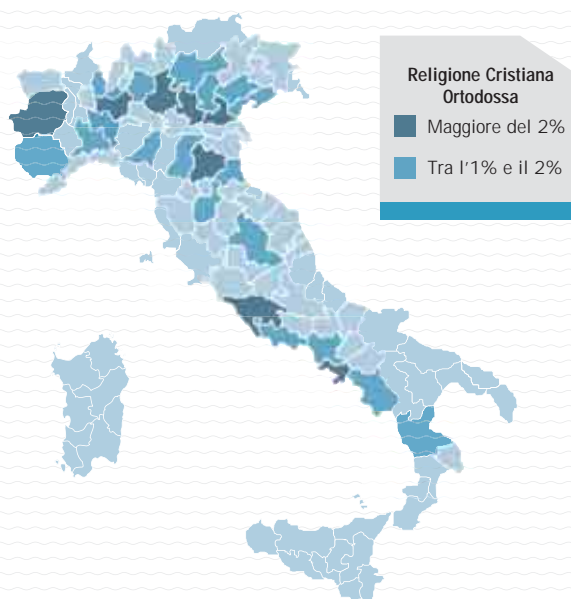 Religione Cristiana
Ortodossa
Maggiore del 2%
Tra l'1% e il 2%